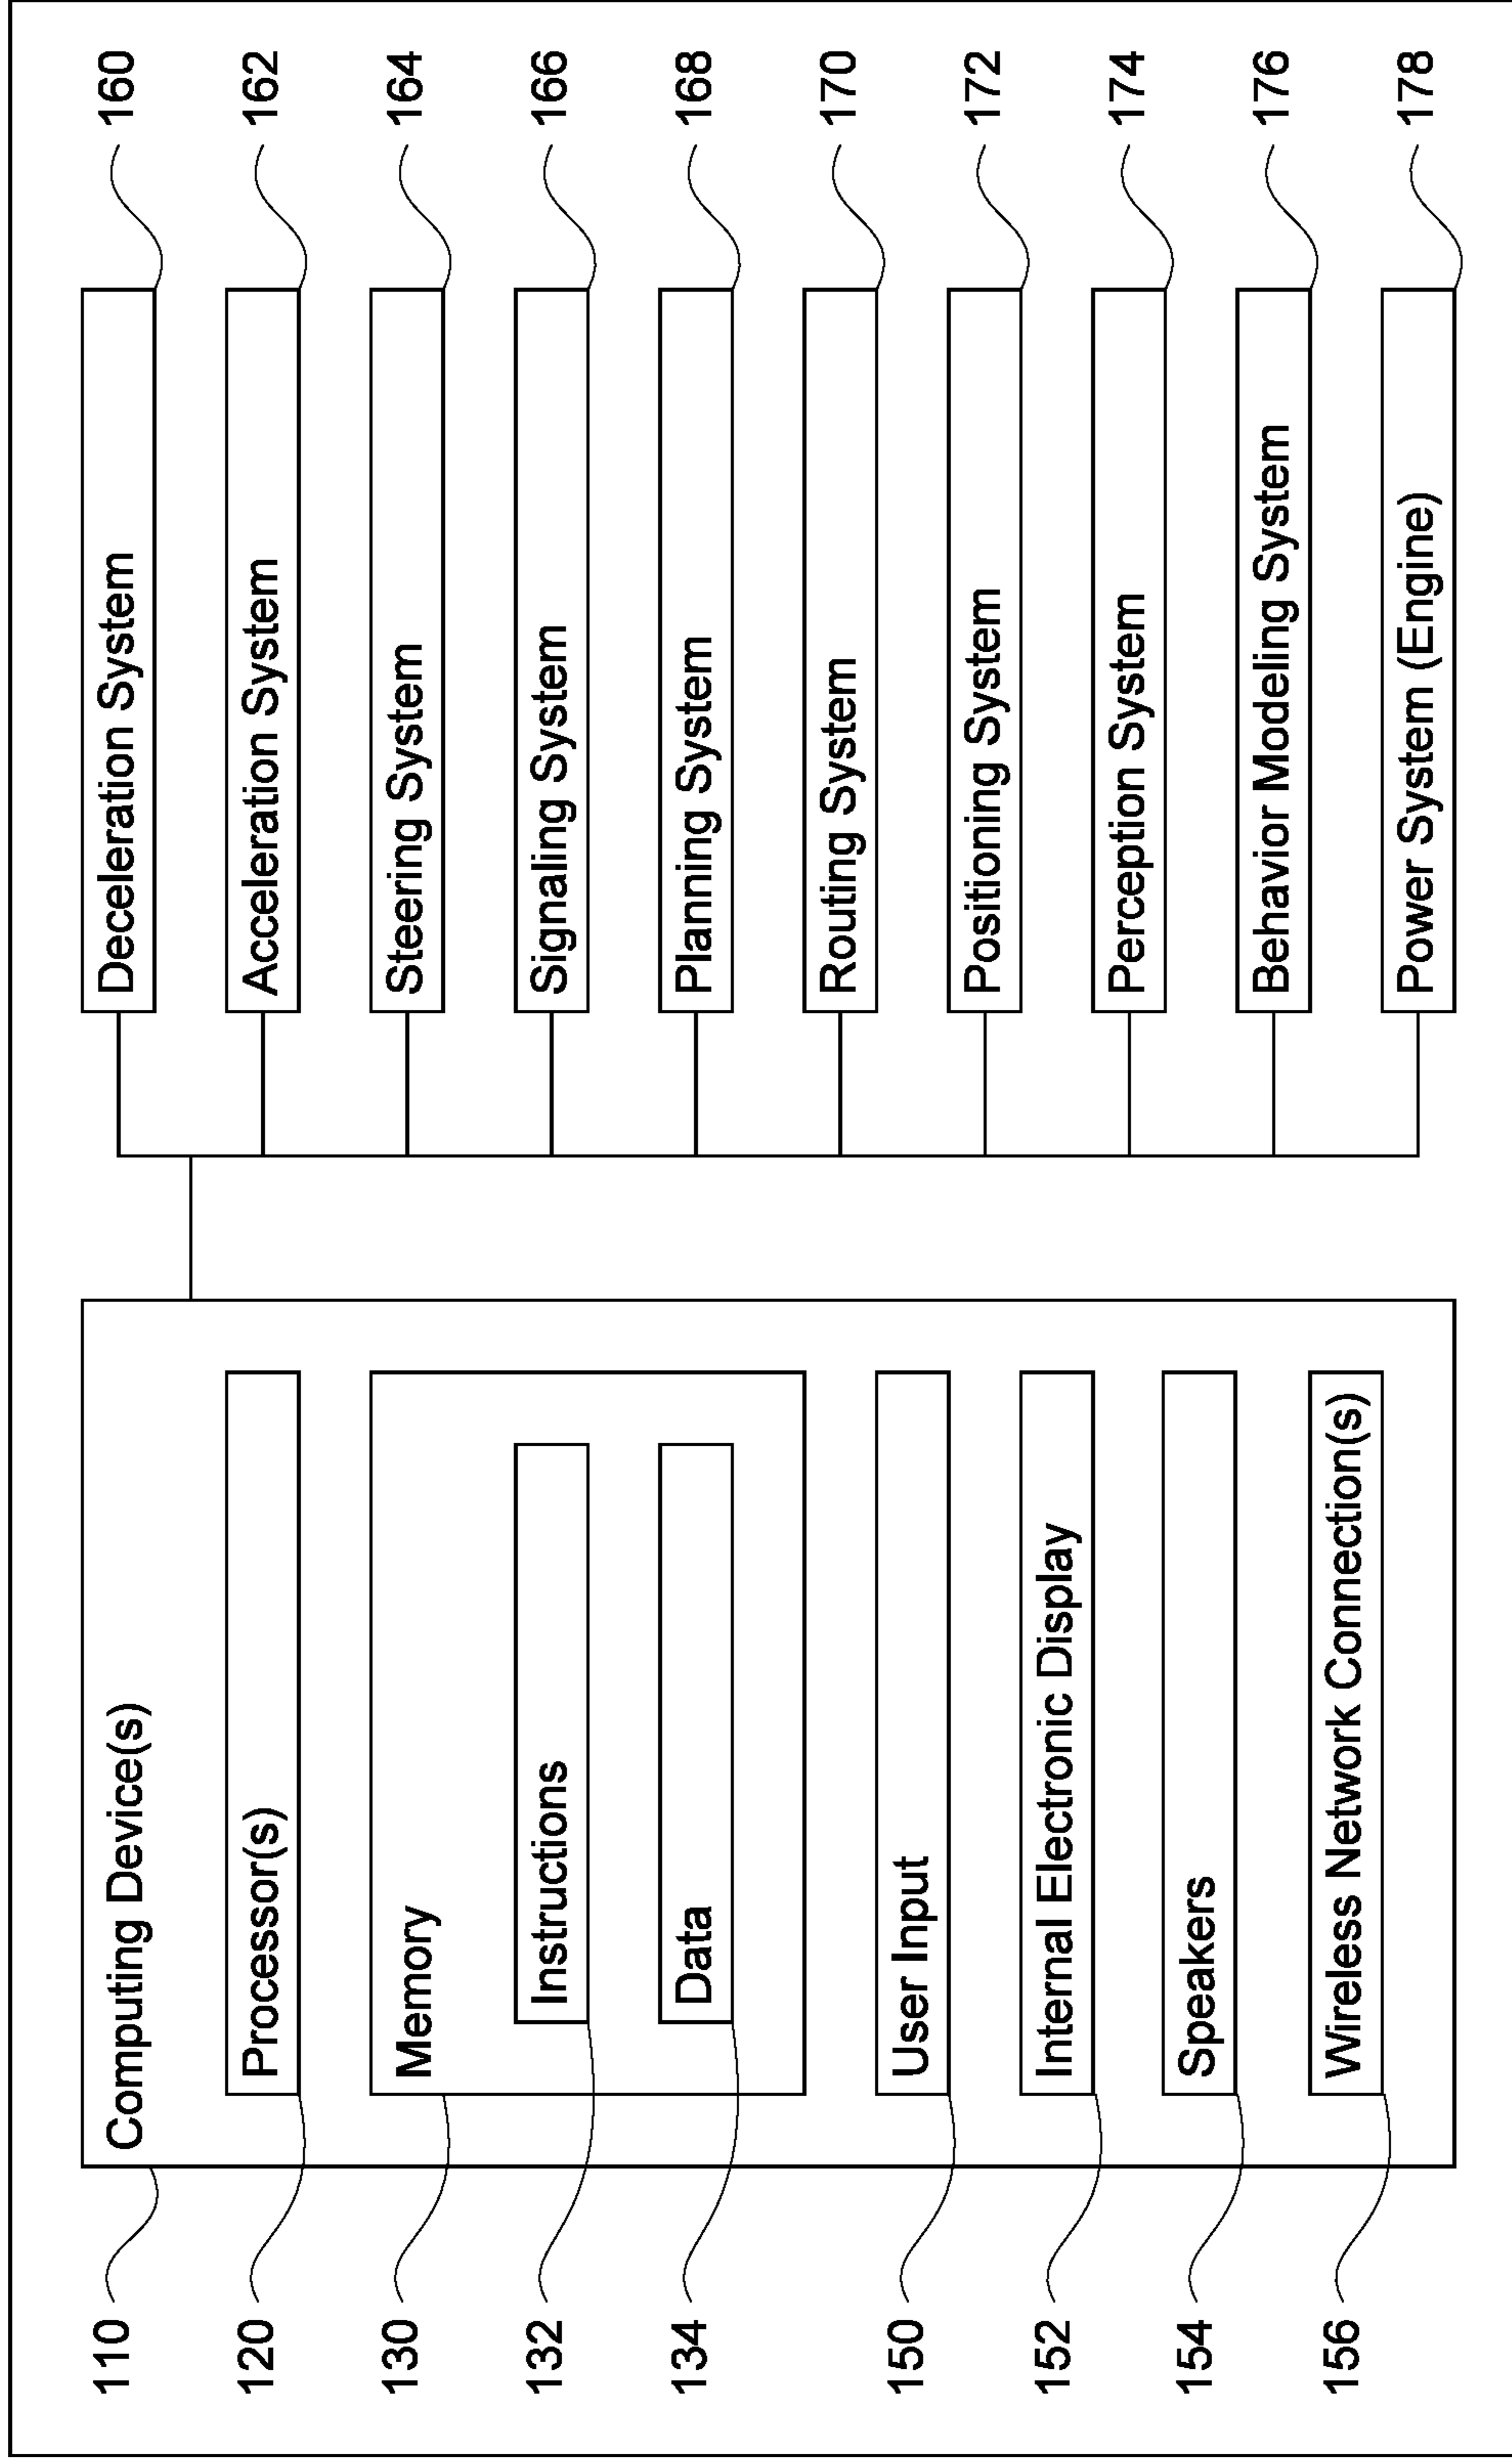 110
Computing Device(s)
120
Processor(s)
130
Memory
132
Instructions
134
Data
150
User Input
152
Internal Electronic Display
154
Speakers
156
Wireless Network Connection(s)
Deceleration System
160
Acceleration System
162
Steering System
164
Signaling System
166
Planning System
168
Routing System
170
Positioning System
172
Perception System
174
Behavior Modeling System
176
Power System (Engine)
178